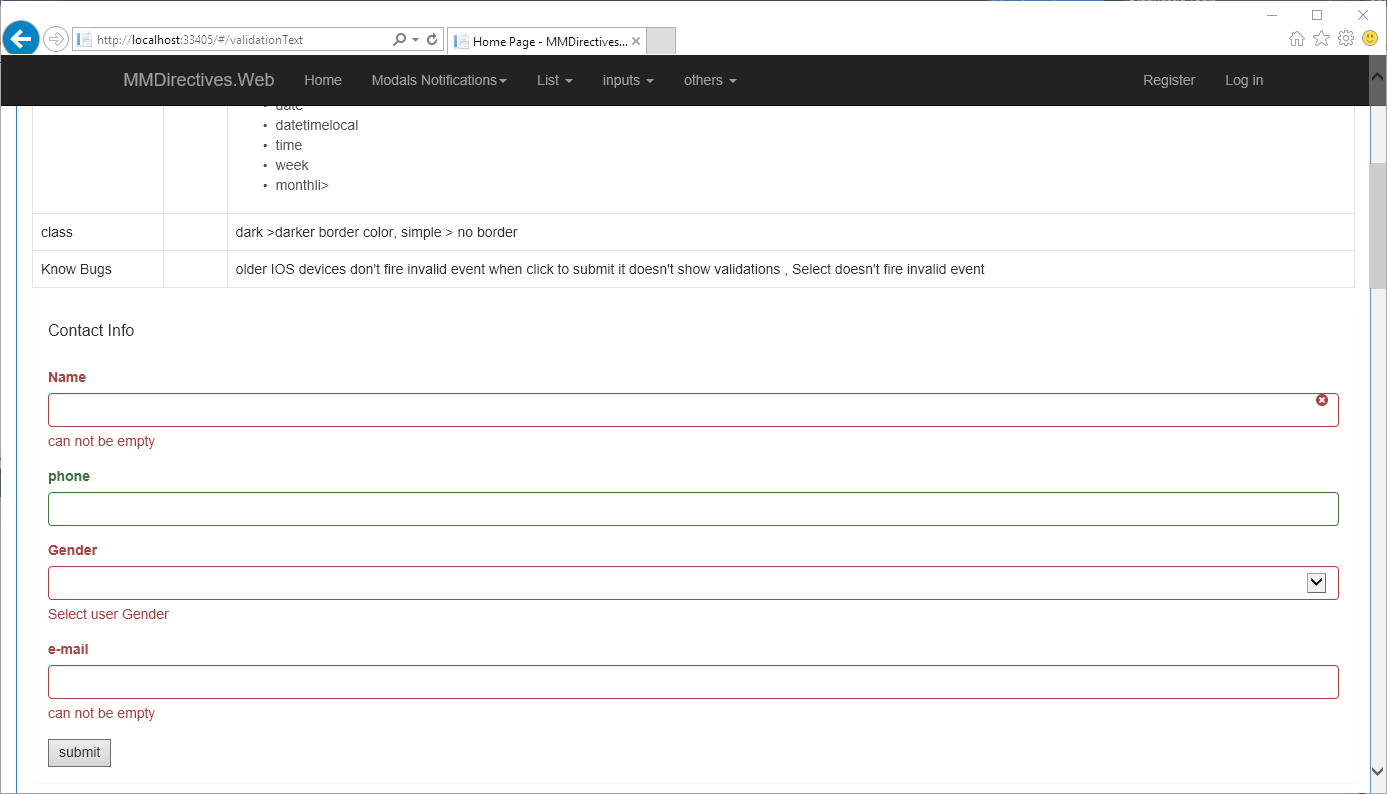 http://localhost:33405/#/validationText
Home Page - MMDirectives...
MMDirectives.Web Home Modals Notifications List inputs others Register Log in
date
• datetimelocal
• time
• week
• monthli>
class dark >darker border color, simple > no border
Know Bugs older IOS devices don't fire invalid event when click to submit it doesn't show validations , Select doesn't fire invalid event
Contact Info
Name
can not be empty
phone
Gender
Select user Gender
e-mail
can not be empty
submit